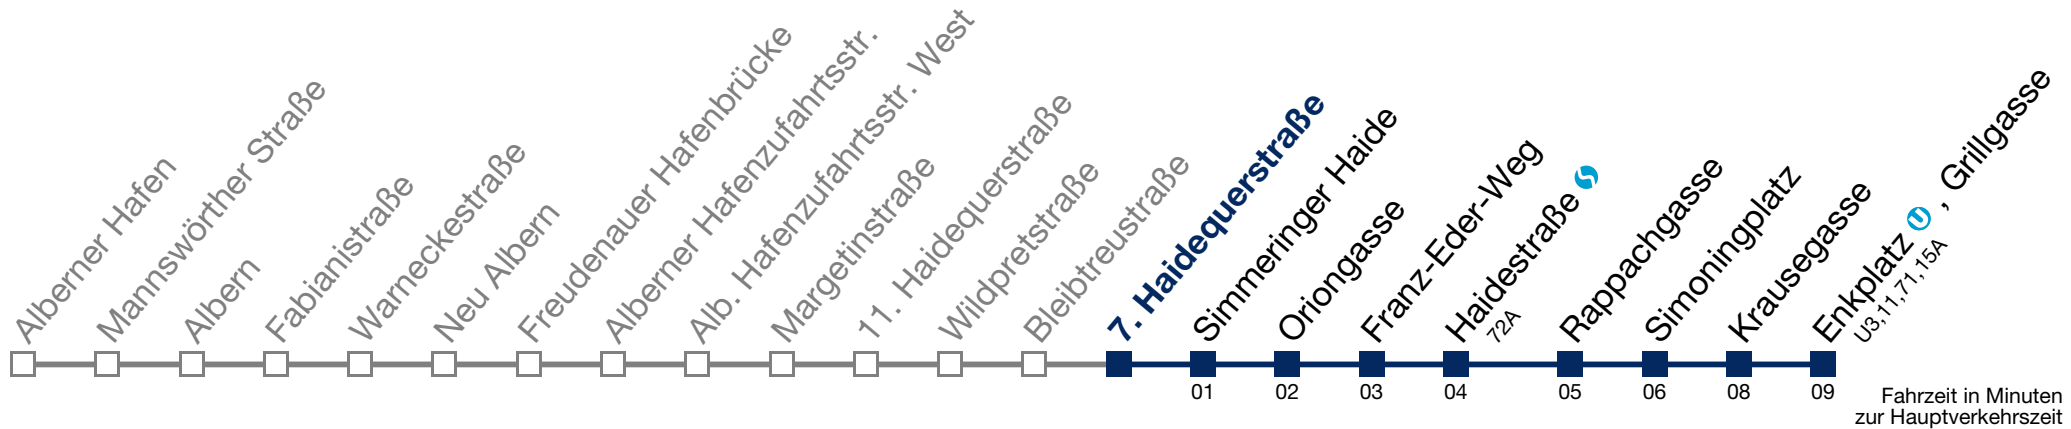 Alberner Hafen
Mannswörther Straße
Albern
Fabianistraße
Warneckestraße
Neu Albern
Freudenauer Hafenbrücke
Alberner Hafenzufahrtsstr.
Alb. Hafenzufahrtsstr. West
Margetinstraße
11. Haidequerstraße
Wildpretstraße
Bleibtreustraße
7. Haidequerstraße
Simmeringer Haide
Oriongasse
Franz-Eder-Weg
Haidestraße S
72A
Rappachgasse
Simoningplatz
Krausegasse
Enkplatz U , Grillgasse
U3,11,71,15A
01 02 03 04 05 06 08 09
Fahrzeit in Minuten
zur Hauptverkehrszeit